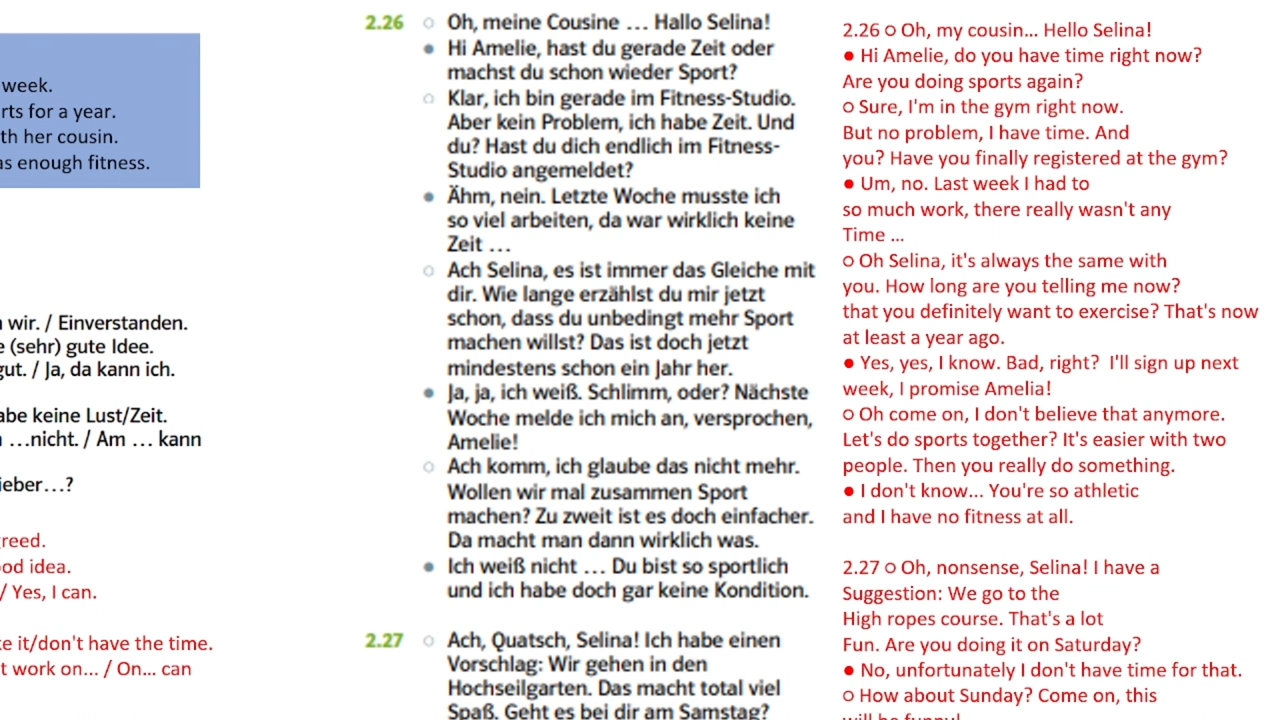 week.
rts for a year.
th her cousin.
as enough fitness.
wir. / Einverstanden.
(sehr) gute Idee.
gut. / Ja, da kann ich.
abe keine Lust/Zeit.
…nicht. / Am … kann
ieber…?
greed.
ood idea.
/ Yes, I can.
ke it/don't have the time.
t work on... / On... can
2.26 ○ Oh, meine Cousine … Hallo Selina!
● Hi Amelie, hast du gerade Zeit oder
machst du schon wieder Sport?
○ Klar, ich bin gerade im Fitness-Studio.
Aber kein Problem, ich habe Zeit. Und
du? Hast du dich endlich im Fitness-
Studio angemeldet?
● Ähm, nein. Letzte Woche musste ich
so viel arbeiten, da war wirklich keine
Zeit …
○ Ach Selina, es ist immer das Gleiche mit
dir. Wie lange erzählst du mir jetzt
schon, dass du unbedingt mehr Sport
machen willst? Das ist doch jetzt
mindestens schon ein Jahr her.
● Ja, ja, ich weiß. Schlimm, oder? Nächste
Woche melde ich mich an, versprochen,
Amelie!
○ Ach komm, ich glaube das nicht mehr.
Wollen wir mal zusammen Sport
machen? Zu zweit ist es doch einfacher.
Da macht man dann wirklich was.
● Ich weiß nicht … Du bist so sportlich
und ich habe doch gar keine Kondition.
2.27 ○ Ach, Quatsch, Selina! Ich habe einen
Vorschlag: Wir gehen in den
Hochseilgarten. Das macht total viel
Spaß. Geht es bei dir am Samstag?
2.26 ○ Oh, my cousin... Hello Selina!
● Hi Amelie, do you have time right now?
Are you doing sports again?
○ Sure, I'm in the gym right now.
But no problem, I have time. And
you? Have you finally registered at the gym?
● Um, no. Last week I had to
so much work, there really wasn't any
Time ...
○ Oh Selina, it's always the same with
you. How long are you telling me now?
that you definitely want to exercise? That's now
at least a year ago.
● Yes, yes, I know. Bad, right? I'll sign up next
week, I promise Amelia!
○ Oh come on, I don't believe that anymore.
Let's do sports together? It's easier with two
people. Then you really do something.
● I don't know... You're so athletic
and I have no fitness at all.
2.27 ○ Oh, nonsense, Selina! I have a
Suggestion: We go to the
High ropes course. That's a lot
Fun. Are you doing it on Saturday?
● No, unfortunately I don't have time for that.
○ How about Sunday? Come on, this
will be funny!